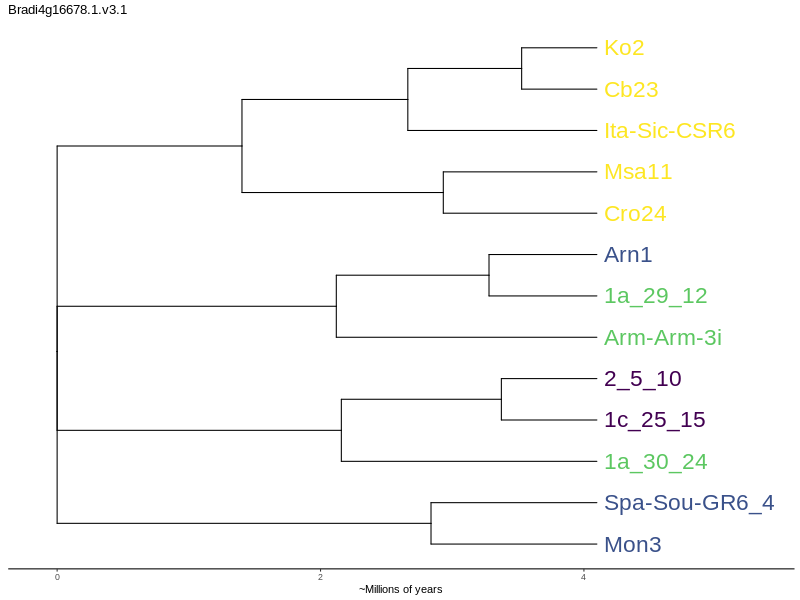 Bradi4g16678.1.v3.1
Ko2
Cb23
Ita-Sic-CSR6
Msa11
Cro24
Arn1
1a_29_12
Arm-Arm-3i
2_5_10
1c_25_15
1a_30_24
Spa-Sou-GR6_4
Mon3
0 2 4
~Millions of years